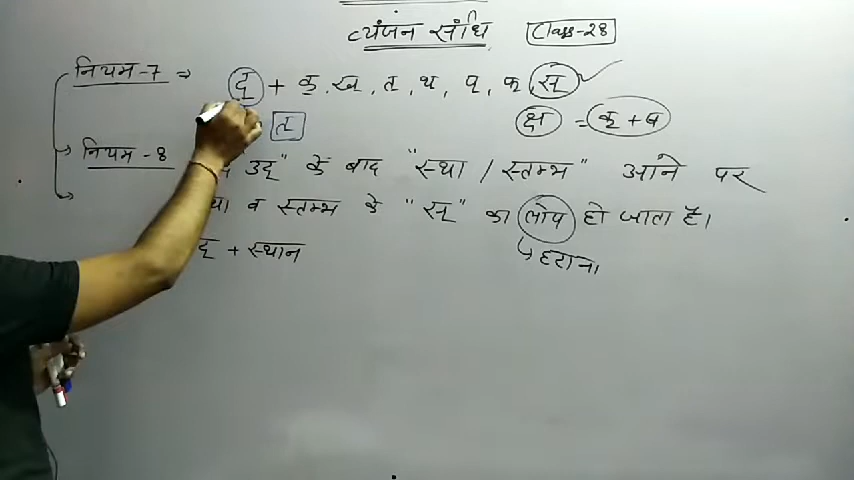 व्यंजन संधि Class-28
नियम-7 ⇒ द् + क, ख, त, थ, प, फ स्
त क्ष = क् + ष
नियम-8 उद्" के बाद "स्था / स्तम्भ" आने पर
व स्तम्भ के "स्" का लोप हो जाता है।
द् + स्थान हटाना